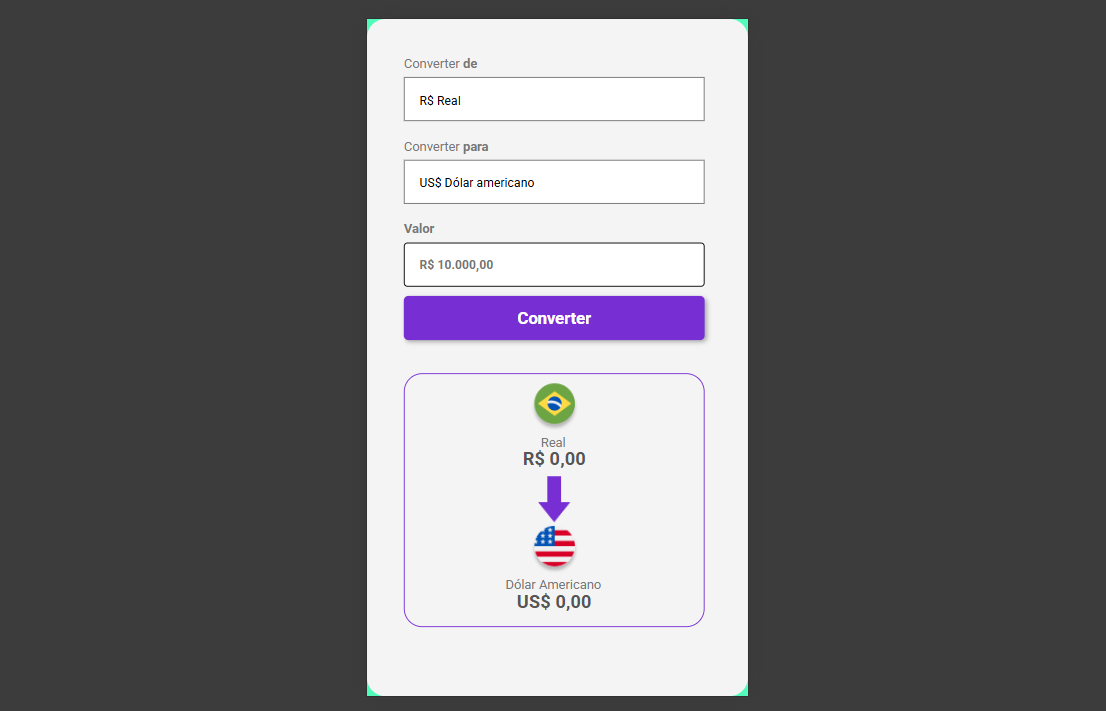 Converter de
R$ Real
Converter para
US$ Dólar americano
Valor
R$ 10.000,00
Converter
Real
R$ 0,00
Dólar Americano
US$ 0,00